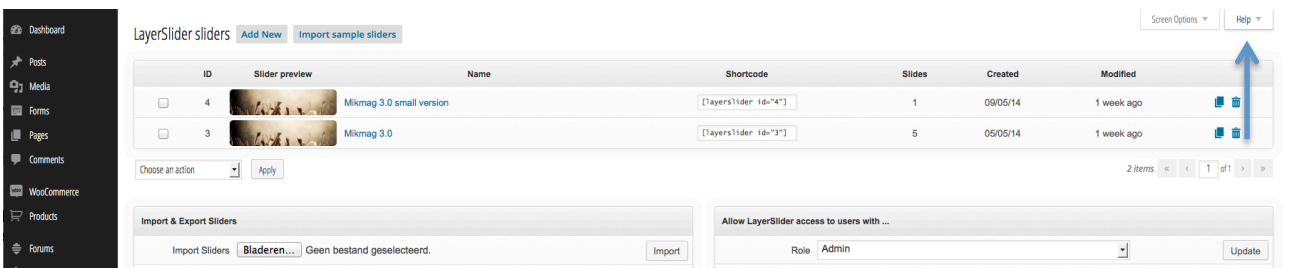 Screen Options Help
Dashboard
LayerSlider sliders Add New Import sample sliders
Posts
Media
Forms
Pages
Comments
WooCommerce
Products
Forums
ID Slider preview Name Shortcode Slides Created Modified
4 Mikmag 3.0 small version [layerslider id="4"] 1 09/05/14 1 week ago
3 Mikmag 3.0 [layerslider id="3"] 5 05/05/14 1 week ago
Choose an action Apply
2 items « ‹ 1 of 1 › »
Import & Export Sliders
Import Sliders Bladeren... Geen bestand geselecteerd. Import
Allow LayerSlider access to users with ...
Role Admin Update